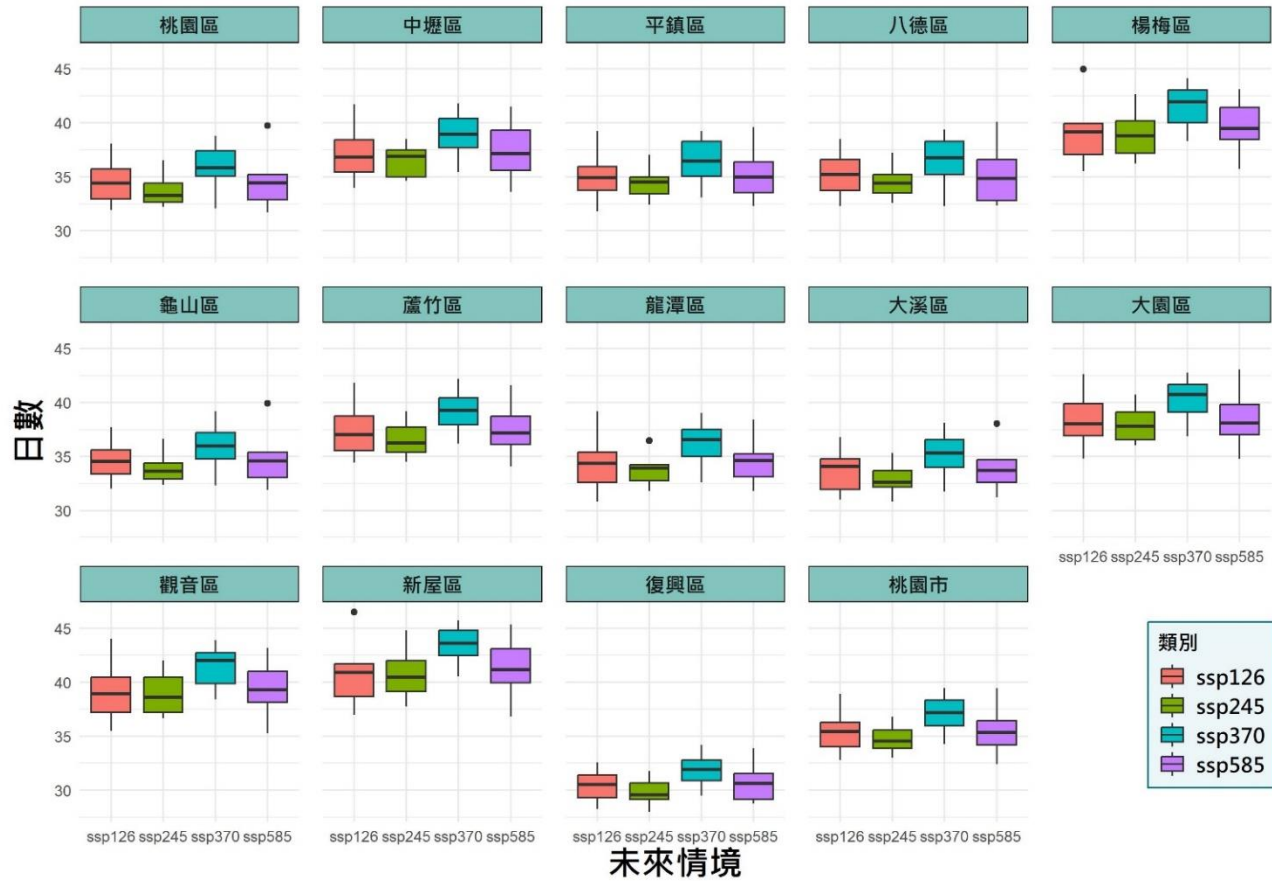 桃園區 中壢區 平鎮區 八德區 楊梅區
45
40
35
30
龜山區 蘆竹區 龍潭區 大溪區 大園區
45
40
35
30
日數
ssp126 ssp245 ssp370 ssp585
觀音區 新屋區 復興區 桃園市
45
40
35
30
ssp126 ssp245 ssp370 ssp585 ssp126 ssp245 ssp370 ssp585 ssp126 ssp245 ssp370 ssp585 ssp126 ssp245 ssp370 ssp585
未來情境
類別
ssp126
ssp245
ssp370
ssp585